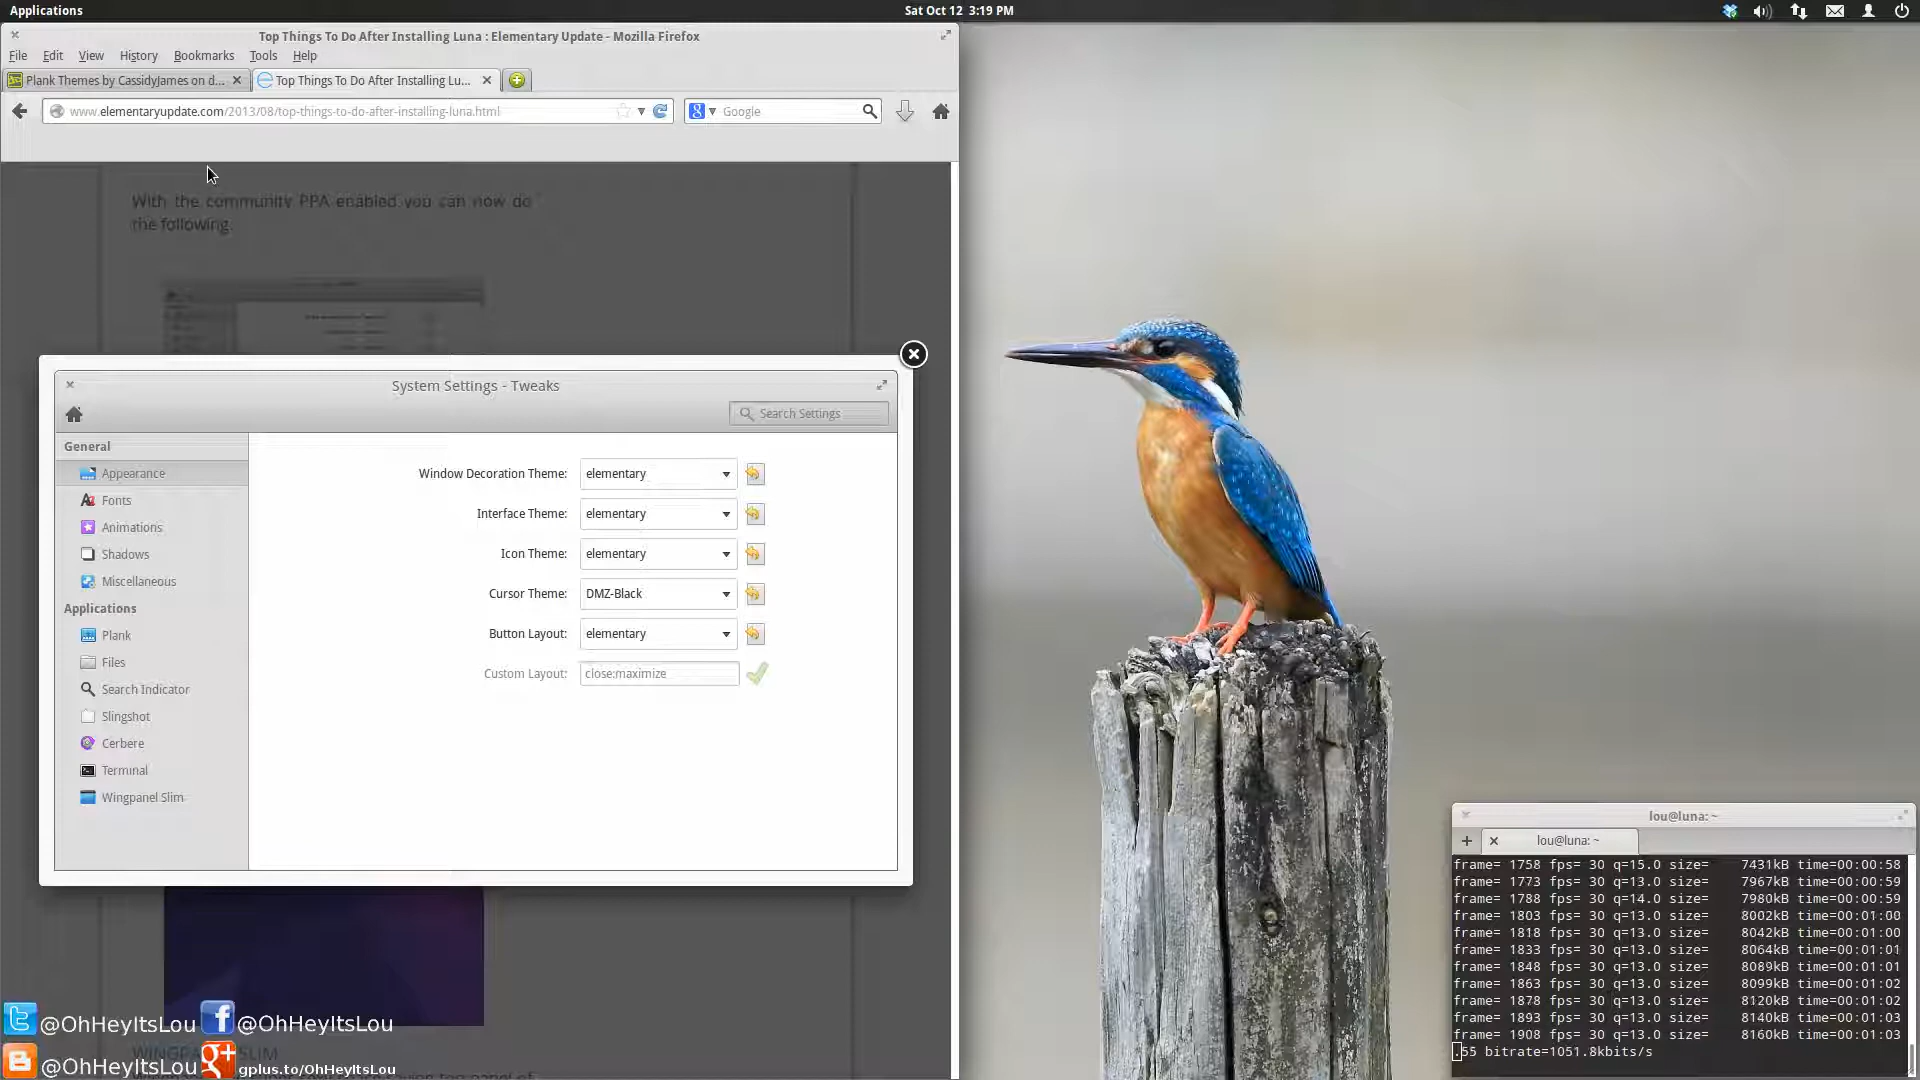 Applications
Sat Oct 12 3:19 PM
Top Things To Do After Installing Luna : Elementary Update - Mozilla Firefox
File Edit View History Bookmarks Tools Help
Plank Themes by CassidyJames on d...
Top Things To Do After Installing Lu...
www.elementaryupdate.com/2013/08/top-things-to-do-after-installing-luna.html
Google
With the community PPA enabled you can now do
the following.
System Settings - Tweaks
Search Settings
General
Appearance
Fonts
Animations
Shadows
Miscellaneous
Applications
Plank
Files
Search Indicator
Slingshot
Cerbere
Terminal
Wingpanel Slim
Window Decoration Theme: elementary
Interface Theme: elementary
Icon Theme: elementary
Cursor Theme: DMZ-Black
Button Layout: elementary
Custom Layout: close:maximize
@OhHeyItsLou
@OhHeyItsLou
@OhHeyItsLou
gplus.to/OhHeyItsLou
lou@luna: ~
lou@luna: ~
frame= 1758 fps= 30 q=15.0 size= 7431kB time=00:00:58
frame= 1773 fps= 30 q=13.0 size= 7967kB time=00:00:59
frame= 1788 fps= 30 q=14.0 size= 7980kB time=00:00:59
frame= 1803 fps= 30 q=13.0 size= 8002kB time=00:01:00
frame= 1818 fps= 30 q=13.0 size= 8042kB time=00:01:00
frame= 1833 fps= 30 q=13.0 size= 8064kB time=00:01:01
frame= 1848 fps= 30 q=13.0 size= 8089kB time=00:01:01
frame= 1863 fps= 30 q=13.0 size= 8099kB time=00:01:02
frame= 1878 fps= 30 q=13.0 size= 8120kB time=00:01:02
frame= 1893 fps= 30 q=13.0 size= 8140kB time=00:01:03
frame= 1908 fps= 30 q=13.0 size= 8160kB time=00:01:03
.55 bitrate=1051.8kbits/s